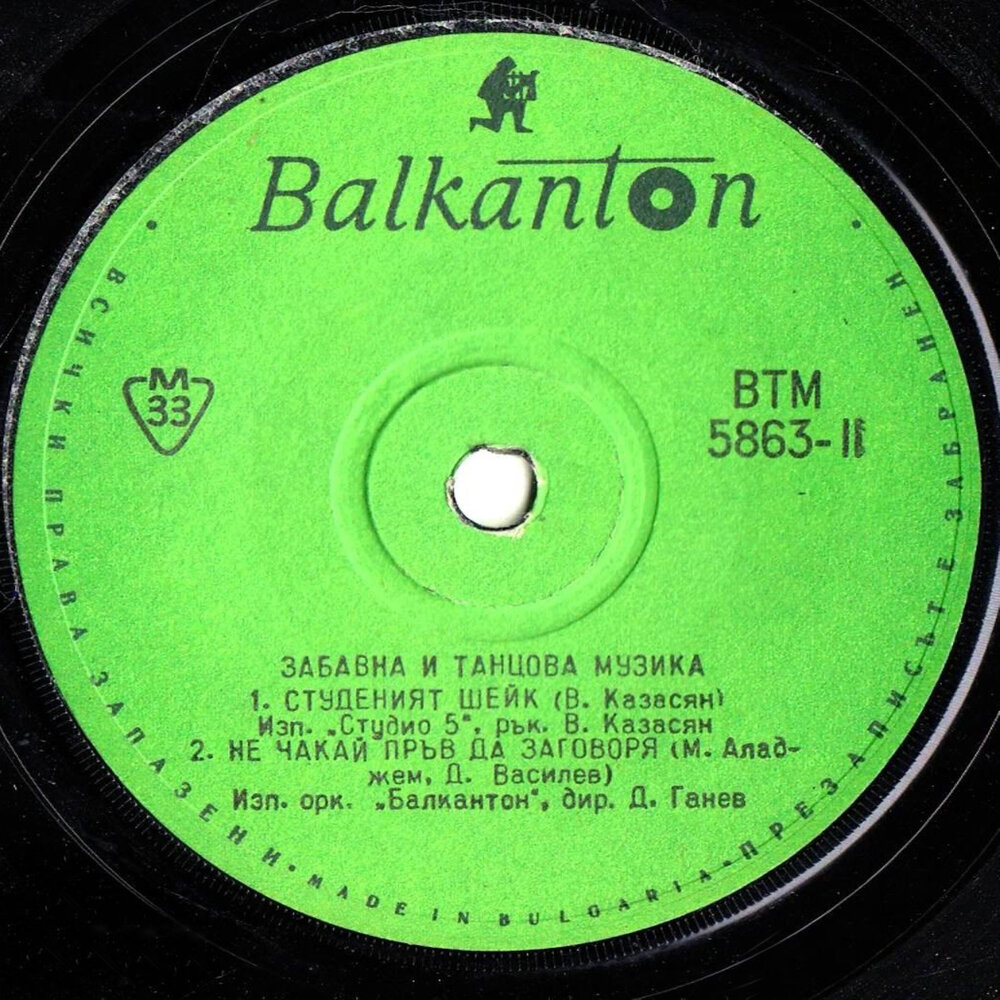 Balkanton
M
33
ВТМ
5863-II
ЗАБАВНА И ТАНЦОВА МУЗИКА
1. СТУДЕНИЯТ ШЕЙК (В. Казасян)
Изп. „Студио 5", рък. В. Казасян
2. НЕ ЧАКАЙ ПРЪВ ДА ЗАГОВОРЯ (М. Алад-
жем, Д. Василев)
Изп. орк. „Балкантон", дир. Д. Ганев
• ВСИЧКИ ПРАВА ЗАПАЗЕНИ • MADE IN BULGARIA • ПРЕЗАПИСЪТ Е ЗАБРАНЕН •